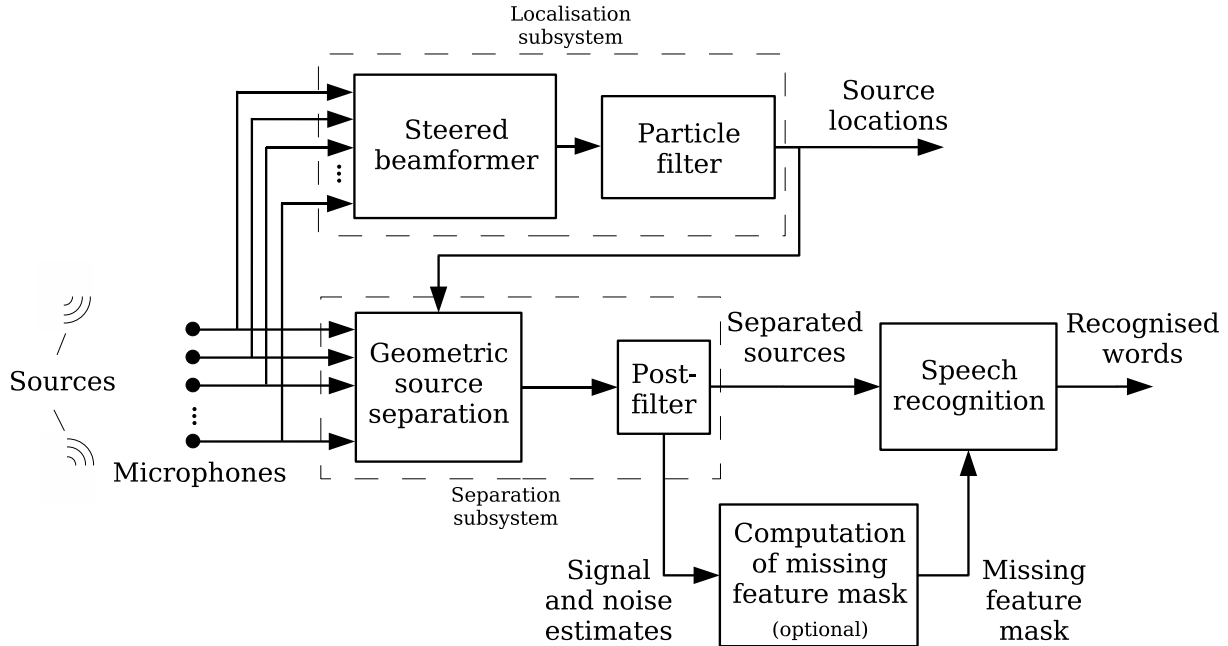 Localisation
subsystem
Steered
beamformer
Particle
filter
Source
locations
Sources
Microphones
Geometric
source
separation
Post-
filter
Separation
subsystem
Separated
sources
Speech
recognition
Recognised
words
Signal
and noise
estimates
Computation
of missing
feature mask
(optional)
Missing
feature
mask